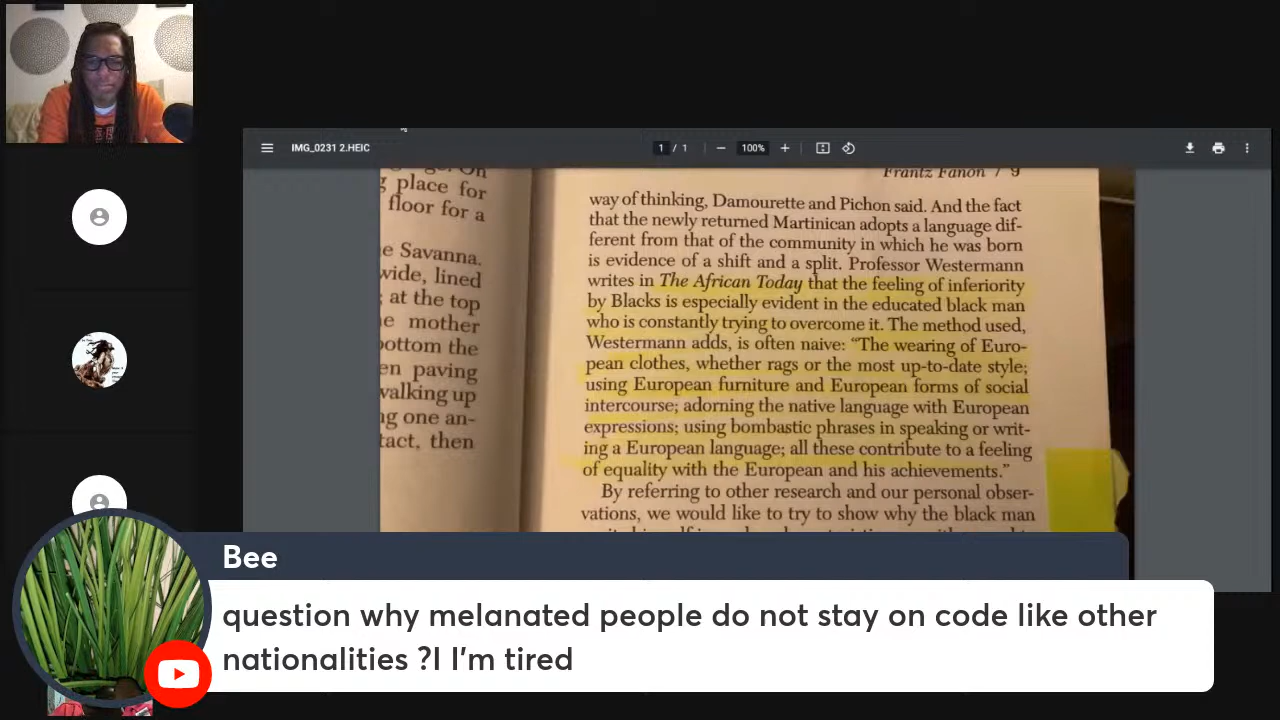 IMG_0231 2.HEIC
1 / 1
100%
place for
floor for a
e Savanna.
wide, lined
; at the top
e mother
ottom the
en paving
valking up
ng one an-
tact, then
Frantz Fanon / 9
way of thinking, Damourette and Pichon said. And the fact
that the newly returned Martinican adopts a language dif-
ferent from that of the community in which he was born
is evidence of a shift and a split. Professor Westermann
writes in The African Today that the feeling of inferiority
by Blacks is especially evident in the educated black man
who is constantly trying to overcome it. The method used,
Westermann adds, is often naive: “The wearing of Euro-
pean clothes, whether rags or the most up-to-date style;
using European furniture and European forms of social
intercourse; adorning the native language with European
expressions; using bombastic phrases in speaking or writ-
ing a European language; all these contribute to a feeling
of equality with the European and his achievements.”
By referring to other research and our personal obser-
vations, we would like to try to show why the black man
Bee
question why melanated people do not stay on code like other
nationalities ?I I'm tired